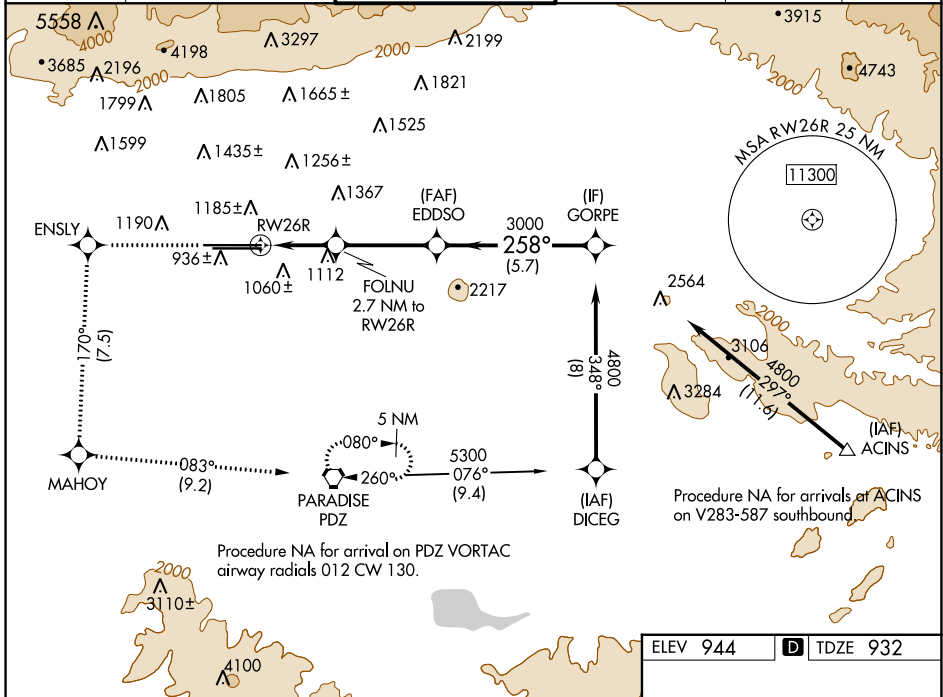 5558
4000
4198
3297
2199
3915
2000
3685
2196
2000
4743
2000
1799
1805
1665±
1821
1599
1435±
1256±
1525
MSA RW26R 25 NM
11300
1367
(FAF)
EDDSO
(IF)
GORPE
ENSLY
1190
1185±
RW26R
3000
258°
(5.7)
936±
1060±
1112
FOLNU
2.7 NM to
RW26R
2217
2564
2000
170°
(7.5)
4800
348°
(8)
3106
4800
297°
(11.6)
3284
(IAF)
ACINS
MAHOY
083°
(9.2)
5 NM
080°
260°
PARADISE
PDZ
5300
076°
(9.4)
(IAF)
DICEG
Procedure NA for arrivals at ACINS
on V283-587 southbound.
Procedure NA for arrival on PDZ VORTAC
airway radials 012 CW 130.
2000
3110±
4100
ELEV 944 D TDZE 932